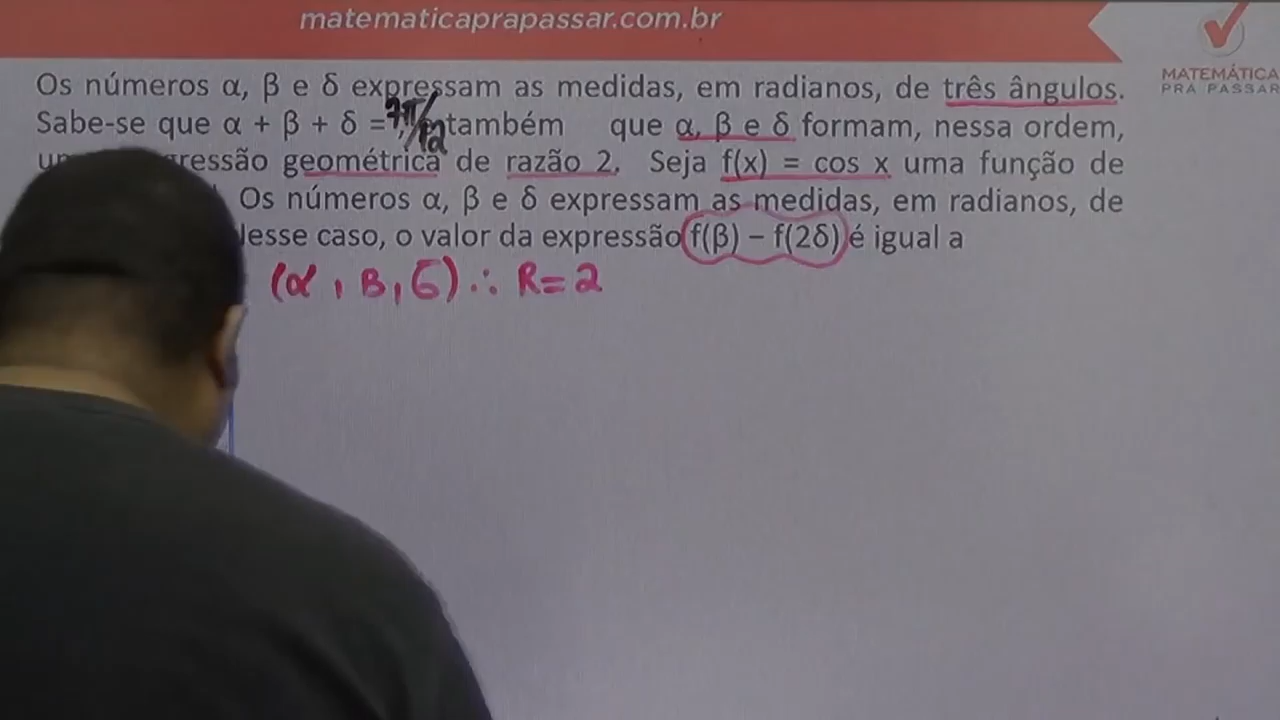 matematicaprapassar.com.br
MATEMÁTICA
PRA PASSAR
Os números α, β e δ expressam as medidas, em radianos, de três ângulos.
Sabe-se que α + β + δ = 7π/12 também que α, β e δ formam, nessa ordem,
geométrica de razão 2. Seja f(x) = cos x uma função de
Os números α, β e δ expressam as medidas, em radianos, de
caso, o valor da expressão f(β) – f(2δ) é igual a
(α, β, δ) ∴ R = 2